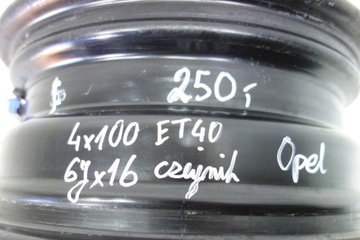 250,-
4x100 ET40
6Jx16 czujnik Opel